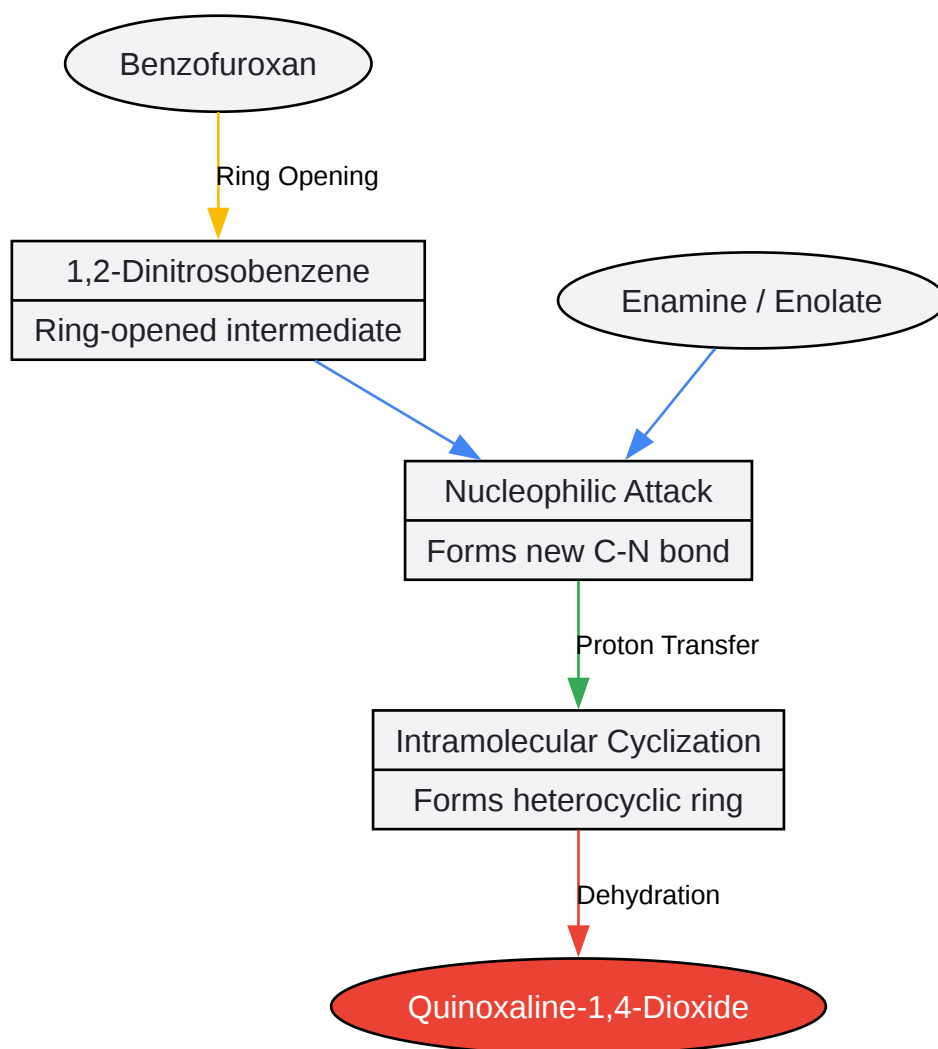 Benzofuroxan
Ring Opening
1,2-Dinitrosobenzene
Ring-opened intermediate
Enamine / Enolate
Nucleophilic Attack
Forms new C-N bond
Proton Transfer
Intramolecular Cyclization
Forms heterocyclic ring
Dehydration
Quinoxaline-1,4-Dioxide